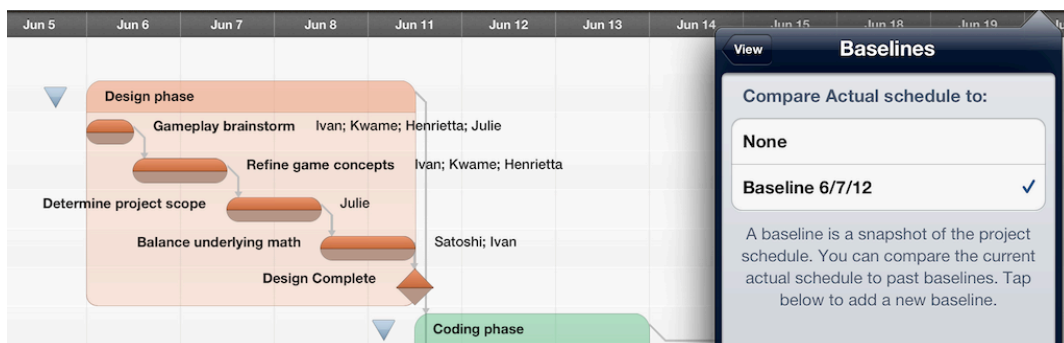 Jun 5 Jun 6 Jun 7 Jun 8 Jun 11 Jun 12 Jun 13 Jun 14 Jun 15 Jun 18 Jun 19
View Baselines
Design phase
Compare Actual schedule to:
Gameplay brainstorm Ivan; Kwame; Henrietta; Julie
None
Refine game concepts Ivan; Kwame; Henrietta
Baseline 6/7/12
Determine project scope Julie
Balance underlying math Satoshi; Ivan
Design Complete
A baseline is a snapshot of the project
schedule. You can compare the current
actual schedule to past baselines. Tap
below to add a new baseline.
Coding phase